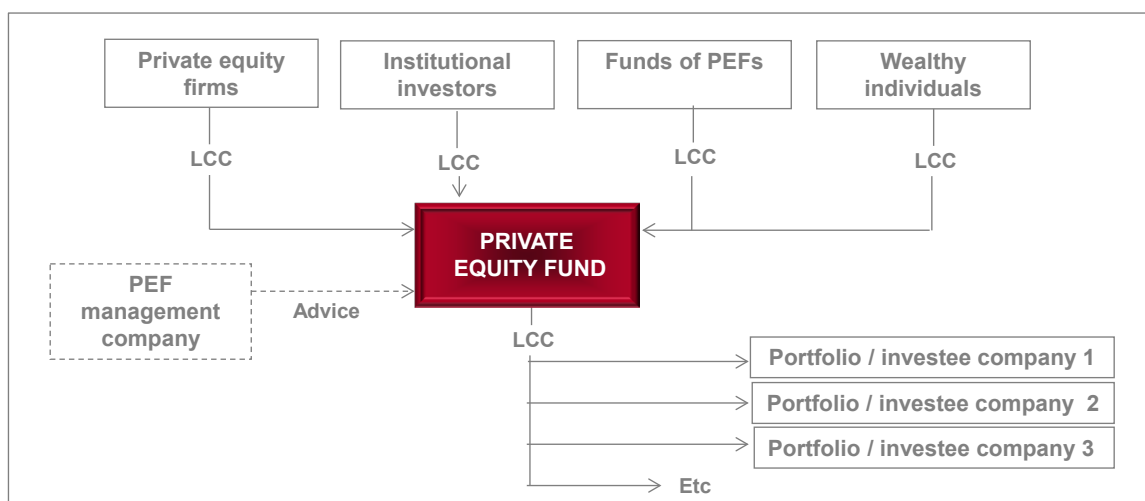 Private equity
firms
Institutional
investors
Funds of PEFs
Wealthy
individuals
LCC
LCC
LCC
LCC
PRIVATE
EQUITY FUND
PEF
management
company
Advice
LCC
Portfolio / investee company 1
Portfolio / investee company 2
Portfolio / investee company 3
Etc